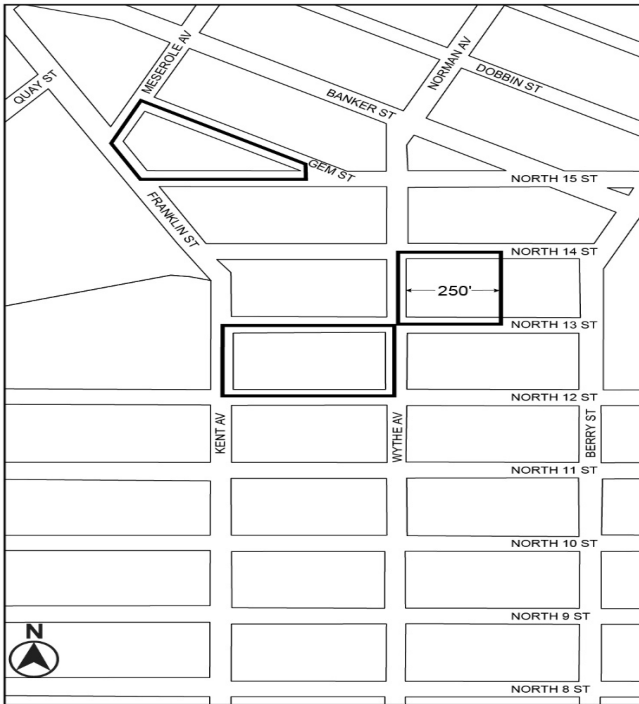 MESEROLE AV
NORMAN AV
QUAY ST
DOBBIN ST
BANKER ST
GEM ST
NORTH 15 ST
FRANKLIN ST
NORTH 14 ST
250'
NORTH 13 ST
NORTH 12 ST
KENT AV
WYTHE AV
BERRY ST
NORTH 11 ST
NORTH 10 ST
NORTH 9 ST
N
NORTH 8 ST